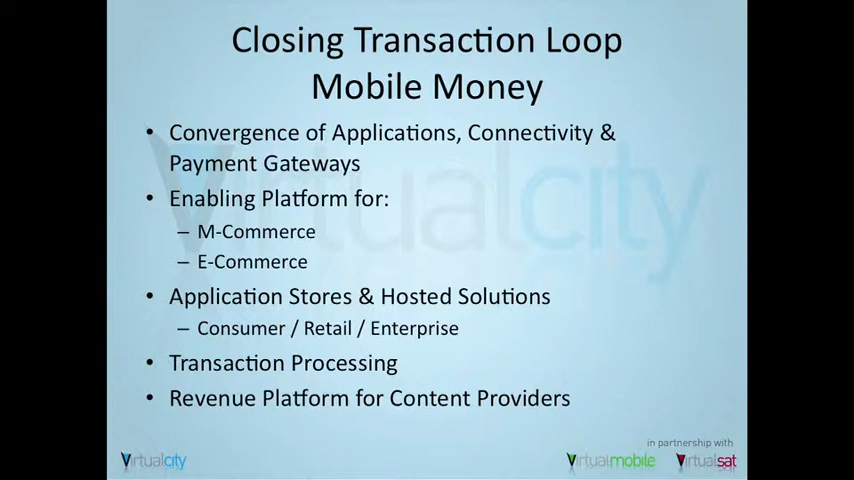 Closing Transaction Loop
Mobile Money
• Convergence of Applications, Connectivity &
Payment Gateways
• Enabling Platform for:
– M-Commerce
– E-Commerce
• Application Stores & Hosted Solutions
– Consumer / Retail / Enterprise
• Transaction Processing
• Revenue Platform for Content Providers
Virtualcity
in partnership with
Virtualcity
Virtualmobile
Virtualsat